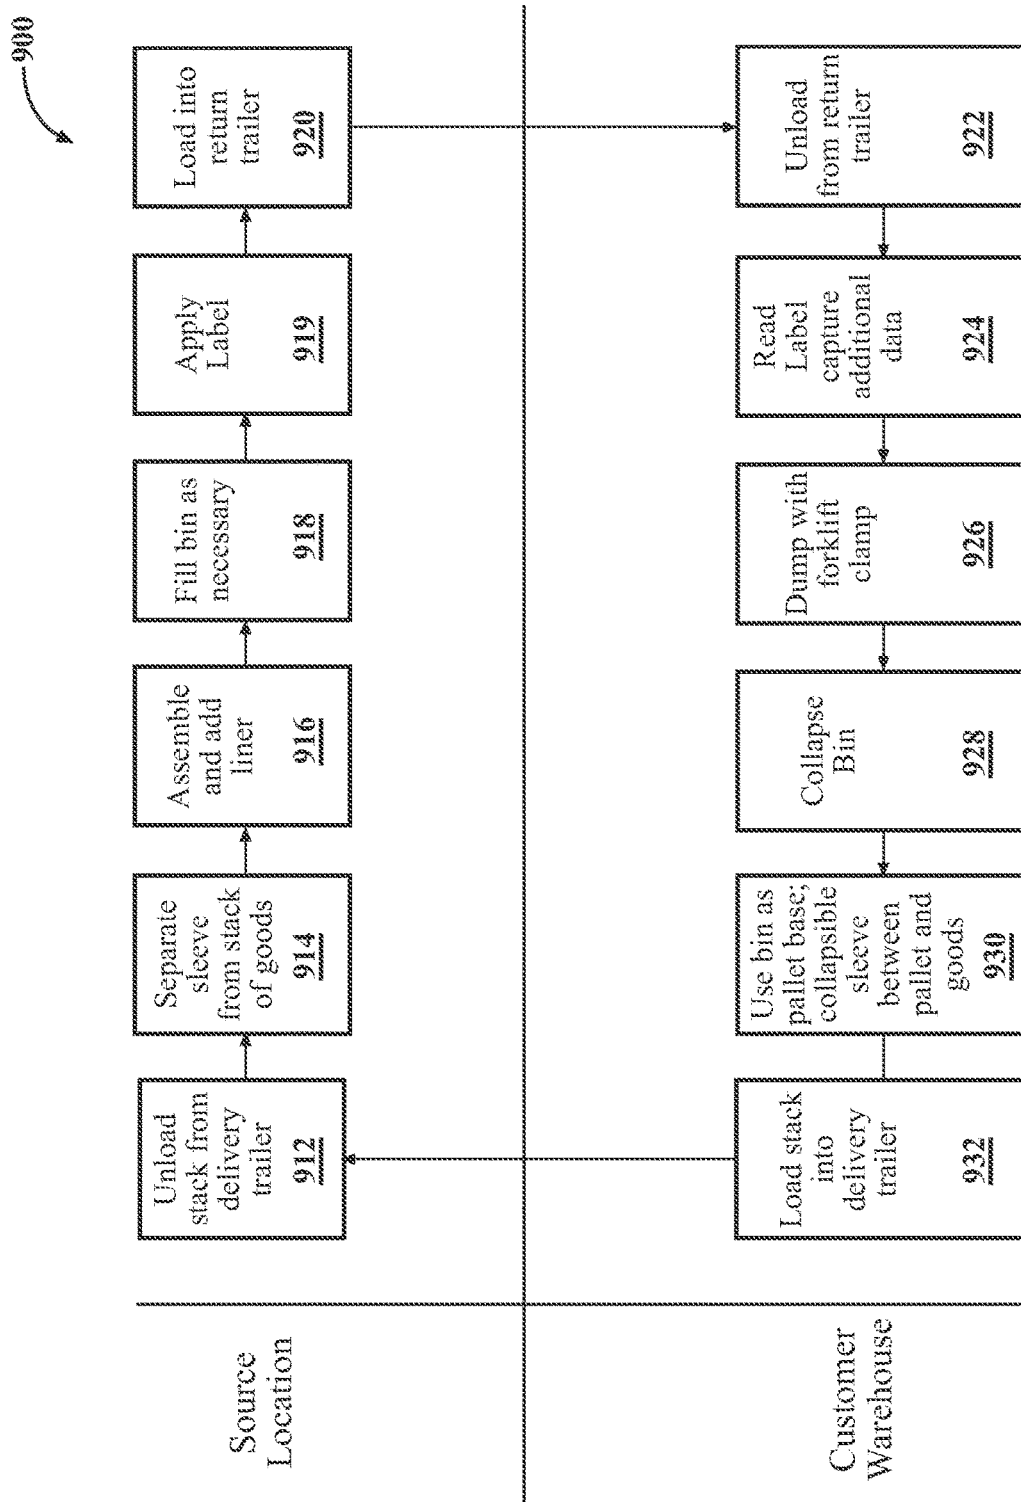 900
Source
Location
Unload
stack from
delivery
trailer
912
Separate
sleeve
from stack
of goods
914
Assemble
and add
liner
916
Fill bin as
necessary
918
Apply
Label
919
Load into
return
trailer
920
Customer
Warehouse
Load stack
into
delivery
trailer
932
Use bin as
pallet base;
collapsible
sleeve
between
pallet and
goods
930
Collapse
Bin
928
Dump with
forklift
clamp
926
Read
Label
capture
additional
data
924
Unload
from return
trailer
922